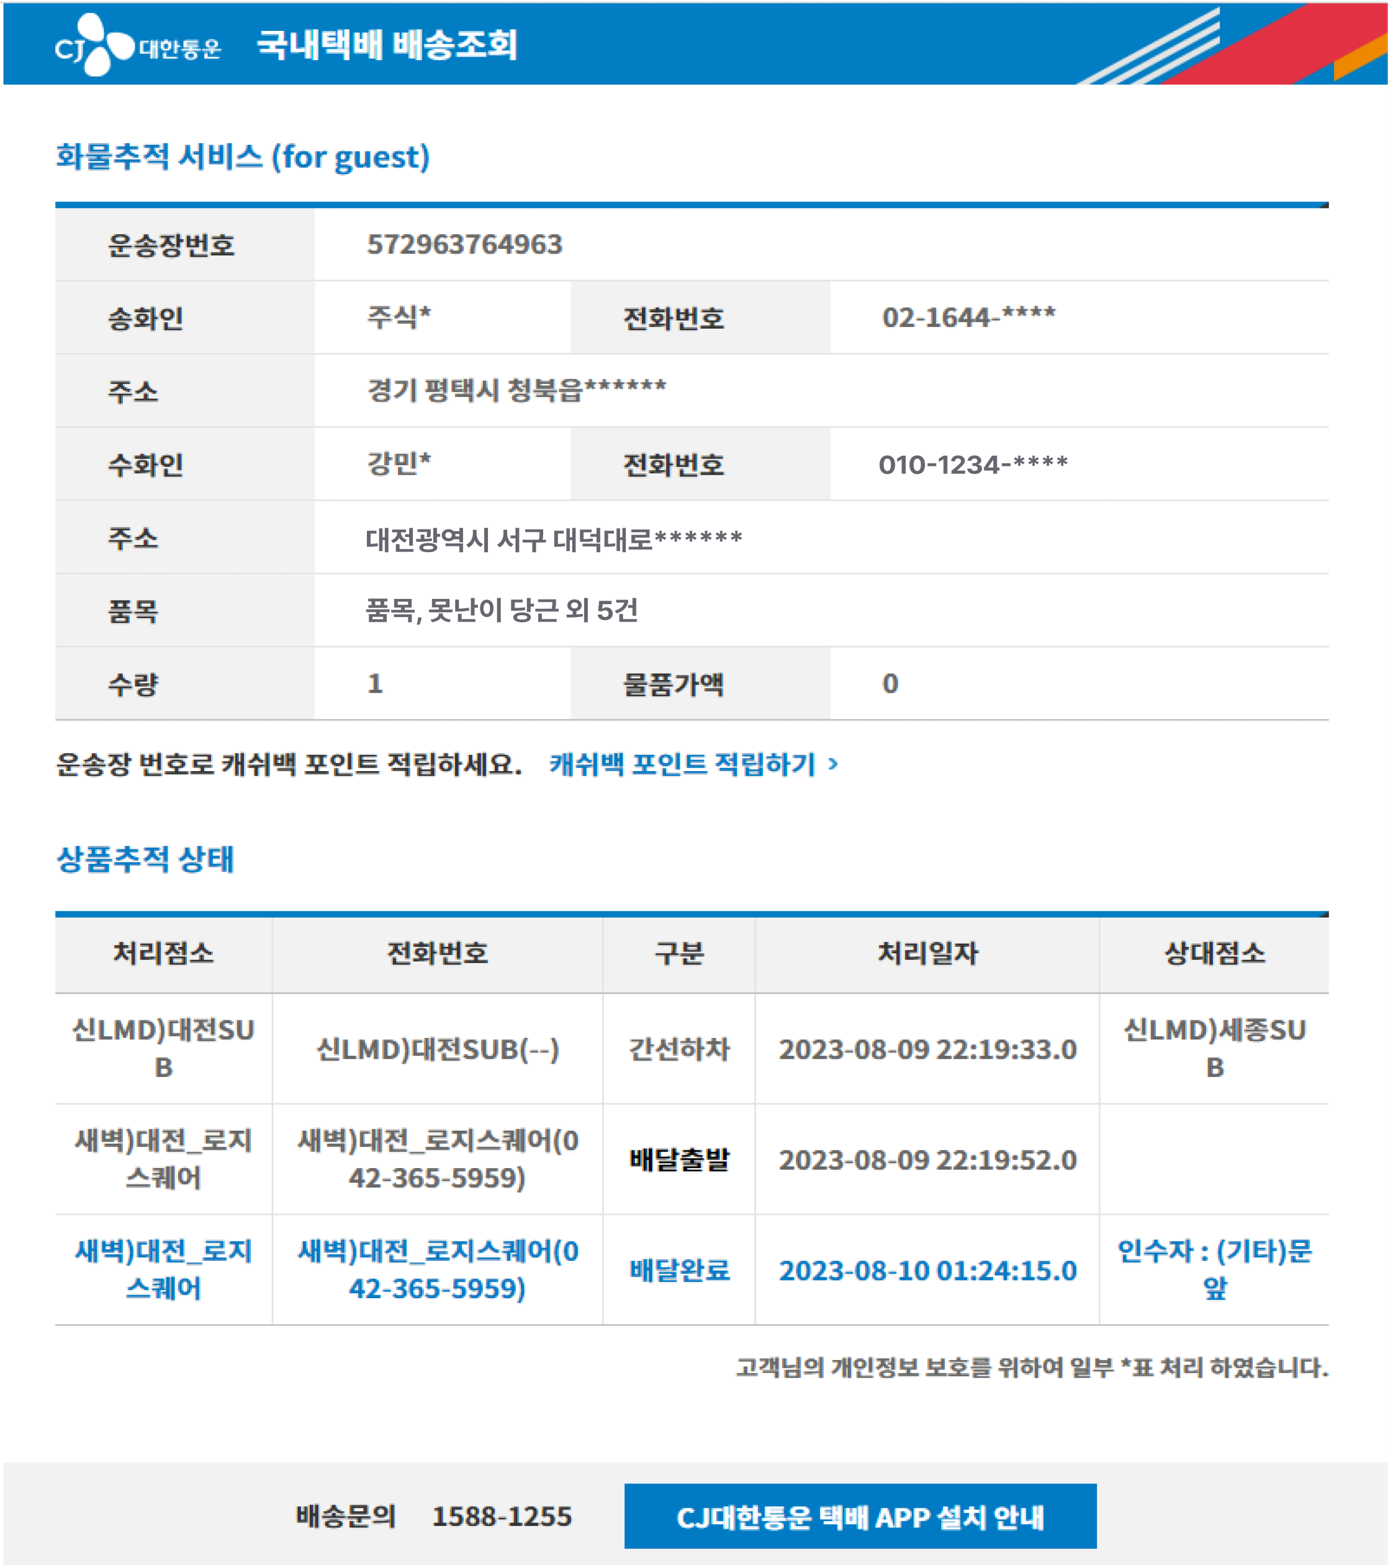 CJ 대한통운 국내택배 배송조회
화물추적 서비스 (for guest)
운송장번호 572963764963
송화인 주식* 전화번호 02-1644-****
주소 경기 평택시 청북읍******
수화인 강민* 전화번호 010-1234-****
주소 대전광역시 서구 대덕대로******
품목 품목, 못난이 당근 외 5건
수량 1 물품가액 0
운송장 번호로 캐쉬백 포인트 적립하세요. 캐쉬백 포인트 적립하기 >
상품추적 상태
처리점소 전화번호 구분 처리일자 상대점소
신LMD)대전SU
B
신LMD)대전SUB(--)
간선하차
2023-08-09 22:19:33.0
신LMD)세종SU
B
새벽)대전_로지
스퀘어
새벽)대전_로지스퀘어(0
42-365-5959)
배달출발
2023-08-09 22:19:52.0
새벽)대전_로지
스퀘어
새벽)대전_로지스퀘어(0
42-365-5959)
배달완료
2023-08-10 01:24:15.0
인수자 : (기타)문
앞
고객님의 개인정보 보호를 위하여 일부 *표 처리 하였습니다.
배송문의 1588-1255 CJ대한통운 택배 APP 설치 안내